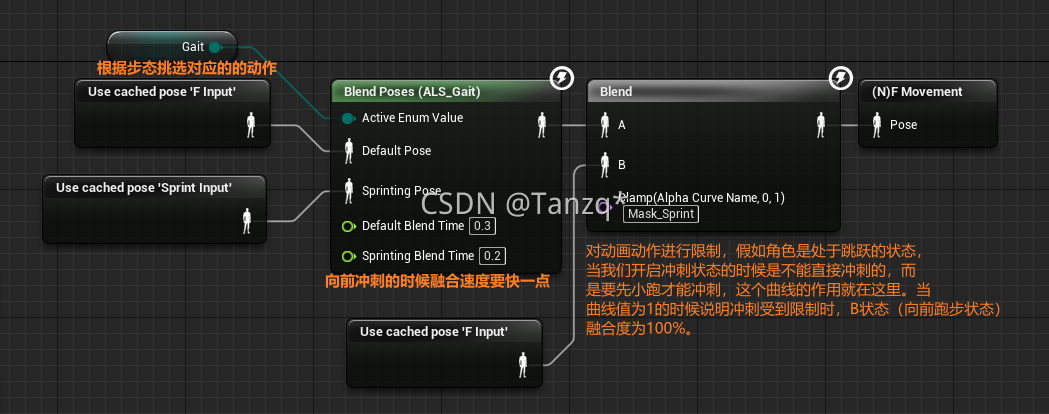 Gait
根据步态挑选对应的的动作
Use cached pose 'F Input'
Blend Poses (ALS_Gait)
Blend
(N)F Movement
Active Enum Value
A
Pose
Default Pose
B
Use cached pose 'Sprint Input'
Sprinting Pose
Clamp(Alpha Curve Name, 0, 1)
Mask_Sprint
CSDN @Tanzq*
Default Blend Time 0.3
Sprinting Blend Time 0.2
向前冲刺的时候融合速度要快一点
对动画动作进行限制，假如角色是处于跳跃的状态，
当我们开启冲刺状态的时候是不能直接冲刺的，而
是要先小跑才能冲刺，这个曲线的作用就在这里。当
曲线值为1的时候说明冲刺受到限制时，B状态（向前跑步状态）
融合度为100%。
Use cached pose 'F Input'